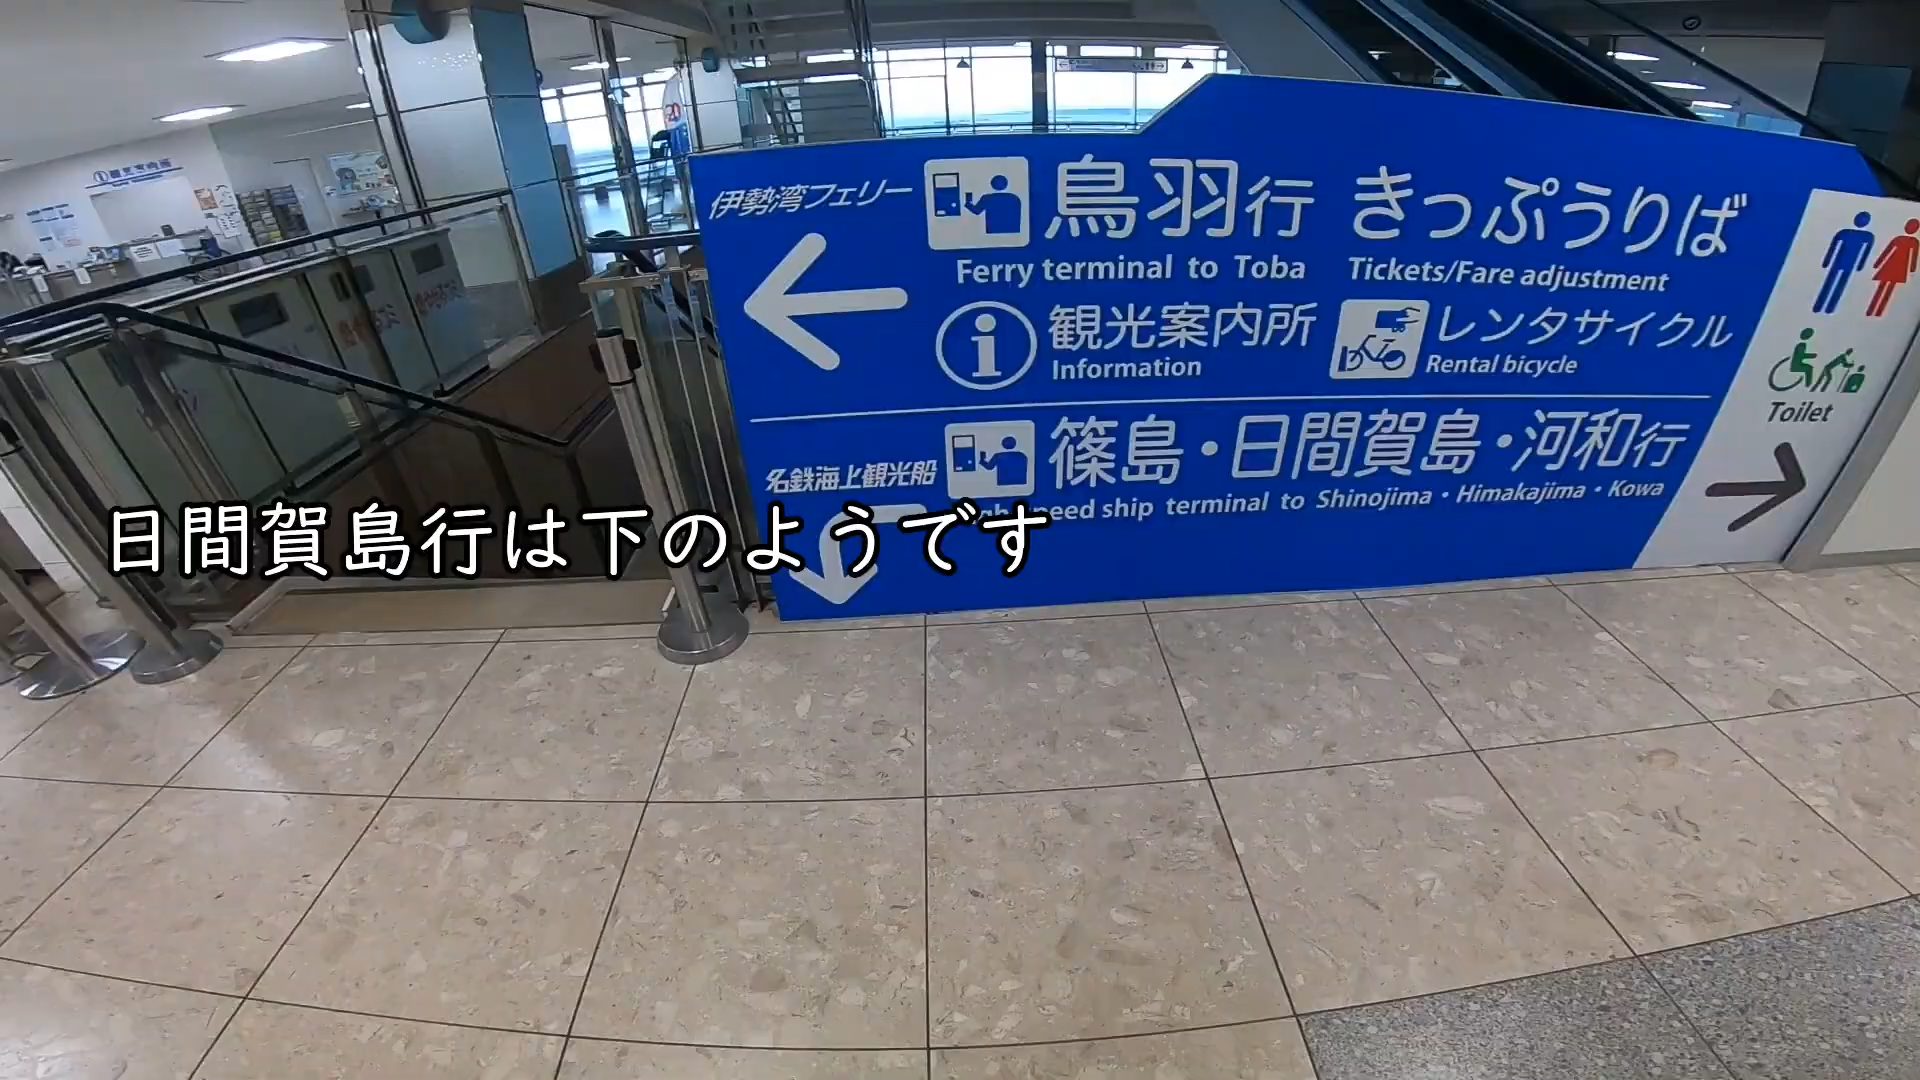 伊勢湾フェリー
鳥羽行 きっぷうりば
Ferry terminal to Toba Tickets/Fare adjustment
観光案内所 レンタサイクル
Information Rental bicycle
Toilet
名鉄海上観光船
篠島・日間賀島・河和行
speed ship terminal to Shinojima・Himakajima・Kowa
日間賀島行は下のようです